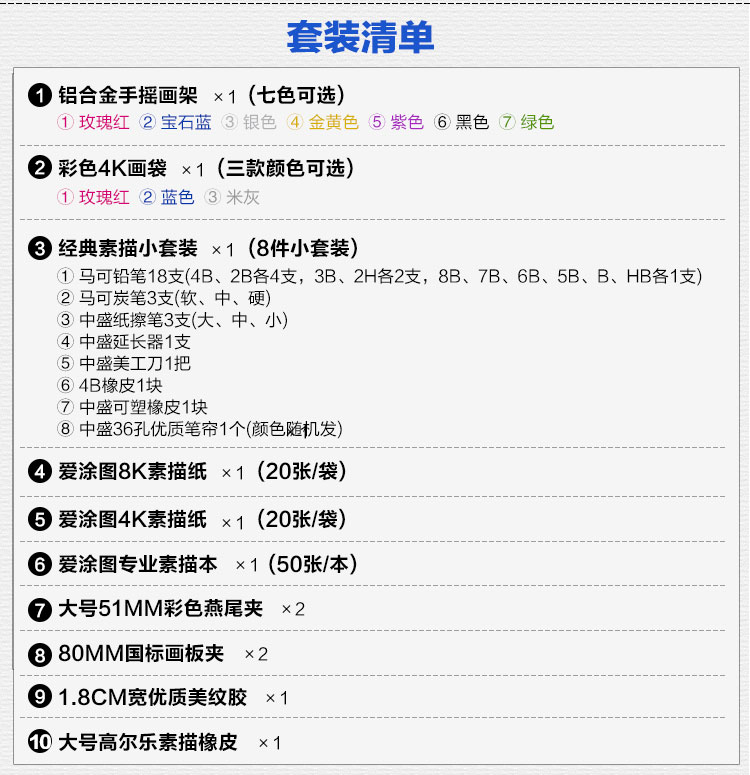 套装清单
1 铝合金手摇画架 ×1（七色可选）
① 玫瑰红 ② 宝石蓝 ③ 银色 ④ 金黄色 ⑤ 紫色 ⑥ 黑色 ⑦ 绿色
2 彩色4K画袋 ×1（三款颜色可选）
① 玫瑰红 ② 蓝色 ③ 米灰
3 经典素描小套装 ×1（8件小套装）
① 马可铅笔18支(4B、2B各4支，3B、2H各2支，8B、7B、6B、5B、B、HB各1支)
② 马可炭笔3支(软、中、硬)
③ 中盛纸擦笔3支(大、中、小)
④ 中盛延长器1支
⑤ 中盛美工刀1把
⑥ 4B橡皮1块
⑦ 中盛可塑橡皮1块
⑧ 中盛36孔优质笔帘1个(颜色随机发)
4 爱涂图8K素描纸 ×1（20张/袋）
5 爱涂图4K素描纸 ×1（20张/袋）
6 爱涂图专业素描本 ×1（50张/本）
7 大号51MM彩色燕尾夹 ×2
8 80MM国标画板夹 ×2
9 1.8CM宽优质美纹胶 ×1
10 大号高尔乐素描橡皮 ×1